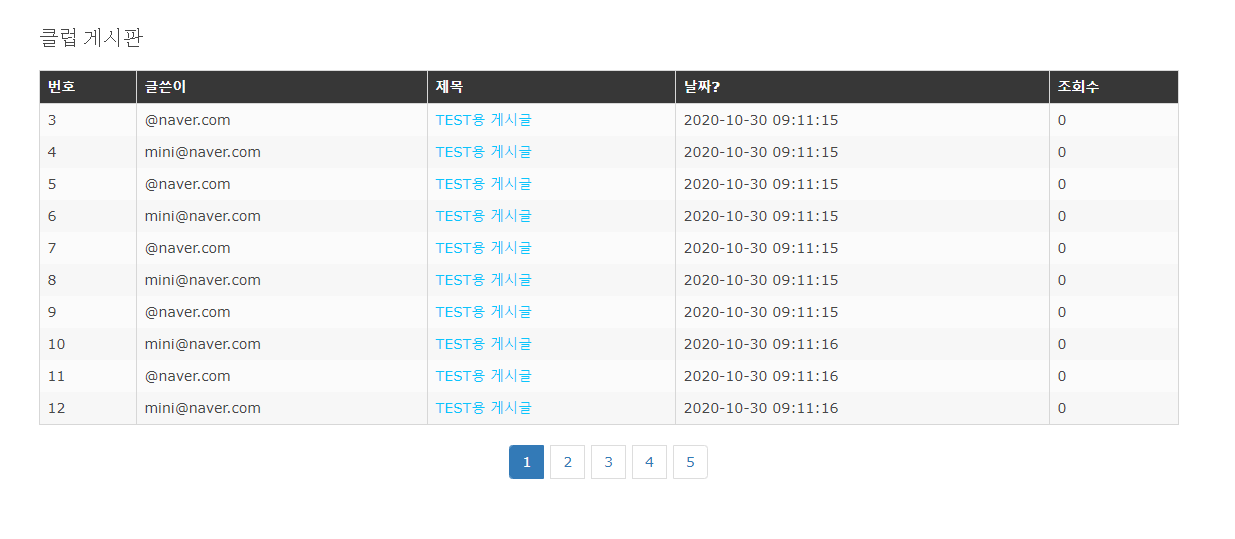 클럽 게시판
번호 글쓴이 제목 날짜? 조회수
3 @naver.com TEST용 게시글 2020-10-30 09:11:15 0
4 mini@naver.com TEST용 게시글 2020-10-30 09:11:15 0
5 @naver.com TEST용 게시글 2020-10-30 09:11:15 0
6 mini@naver.com TEST용 게시글 2020-10-30 09:11:15 0
7 @naver.com TEST용 게시글 2020-10-30 09:11:15 0
8 mini@naver.com TEST용 게시글 2020-10-30 09:11:15 0
9 @naver.com TEST용 게시글 2020-10-30 09:11:15 0
10 mini@naver.com TEST용 게시글 2020-10-30 09:11:16 0
11 @naver.com TEST용 게시글 2020-10-30 09:11:16 0
12 mini@naver.com TEST용 게시글 2020-10-30 09:11:16 0
1 2 3 4 5